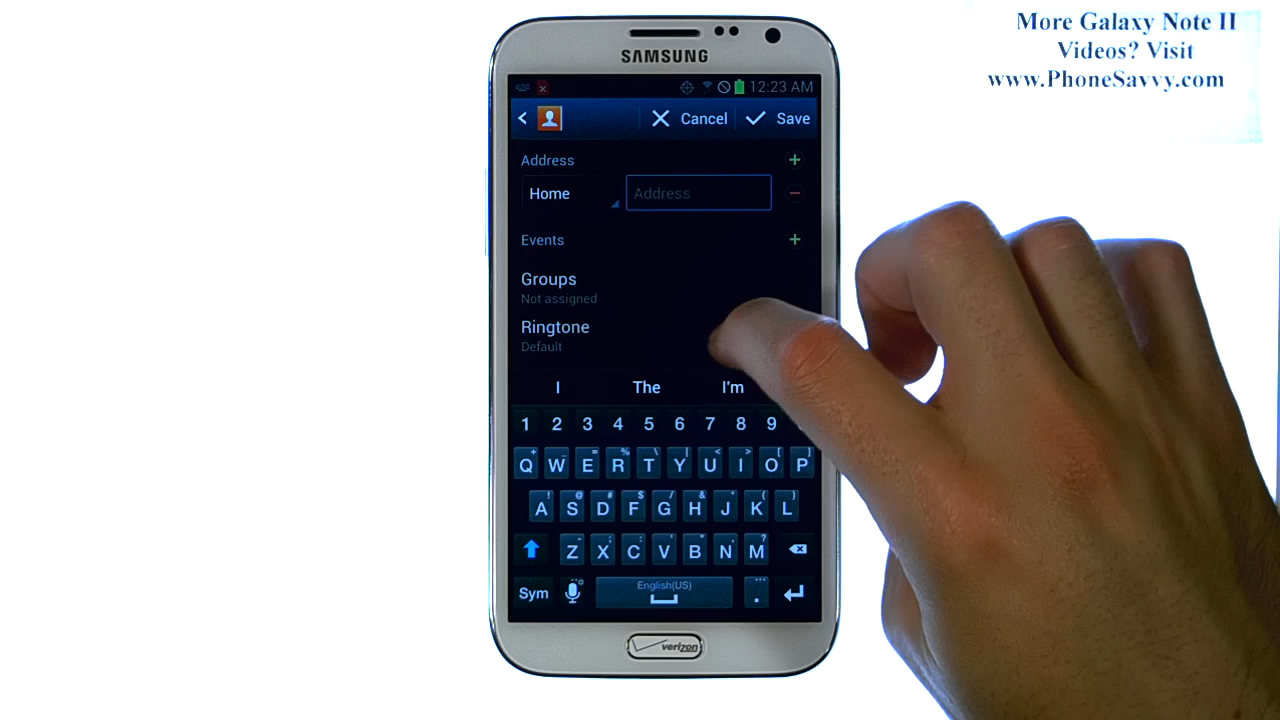 More Galaxy Note II
Videos? Visit
www.PhoneSavvy.com
SAMSUNG
12:23 AM
Cancel
Save
Address
Home
Address
Events
Groups
Not assigned
Ringtone
Default
I The I'm
1 2 3 4 5 6 7 8 9
Q W E R T Y U I O P
A S D F G H J K L
Z X C V B N M
Sym English(US) .
verizon